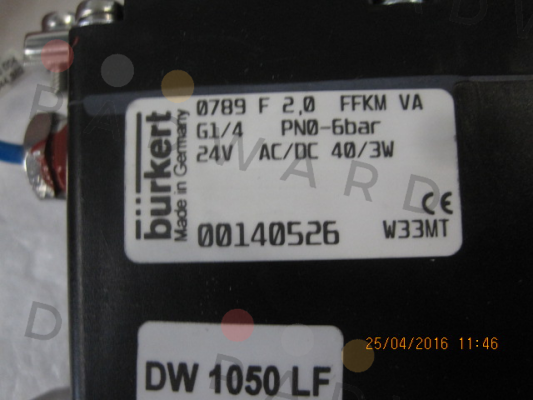 0789 F 2,0 FFKM VA
G1/4 PN0-6bar
24V AC/DC 40/3W
bürkert
Made in Germany
00140526
CE
W33MT
25/04/2016 11:46
DW 1050 LF